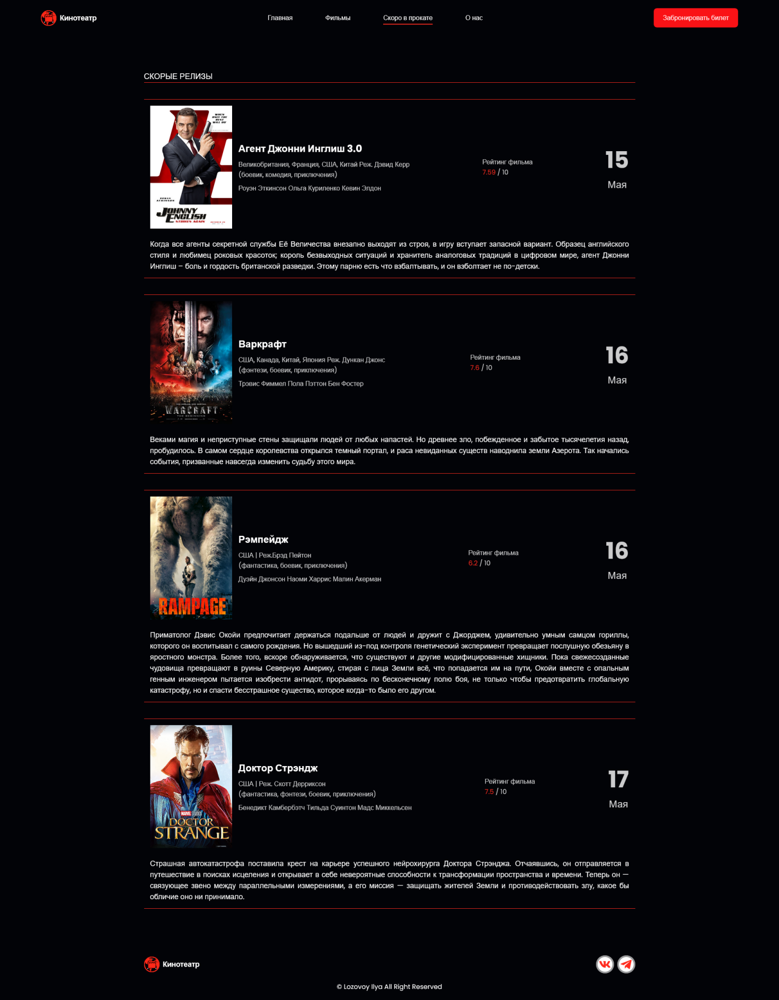 Кинотеатр
Главная
Фильмы
Скоро в прокате
О нас
Забронировать билет
СКОРЫЕ РЕЛИЗЫ
WHEN
ONLY THE
BEST
WILL DO
ROWAN
ATKINSON
JOHNNY
ENGLISH
STRIKES AGAIN
Агент Джонни Инглиш 3.0
Великобритания, Франция, США, Китай Реж. Дэвид Керр
(боевик, комедия, приключения)
Роуэн Эткинсон Ольга Куриленко Кевин Элдон
Рейтинг фильма
7.59 / 10
15
Мая
Когда все агенты секретной службы Её Величества внезапно выходят из строя, в игру вступает запасной вариант. Образец английского
стиля и любимец роковых красоток; король безвыходных ситуаций и хранитель аналоговых традиций в цифровом мире, агент Джонни
Инглиш – боль и гордость британской разведки. Этому парню есть что взбалтывать, и он взболтает не по-детски.
WARCRAFT
THE BEGINNING
Варкрафт
США, Канада, Китай, Япония Реж. Дункан Джонс
(фэнтези, боевик, приключения)
Трэвис Фиммел Пола Пэттон Бен Фостер
Рейтинг фильма
7.6 / 10
16
Мая
Веками магия и неприступные стены защищали людей от любых напастей. Но древнее зло, побежденное и забытое тысячелетия назад,
пробудилось. В самом сердце королевства открылся темный портал, и раса невиданных существ наводнила земли Азерота. Так начались
события, призванные навсегда изменить судьбу этого мира.
RAMPAGE
Рэмпейдж
США | Реж.Брэд Пейтон
(фантастика, боевик, приключения)
Дуэйн Джонсон Наоми Харрис Малин Акерман
Рейтинг фильма
6.2 / 10
16
Мая
Приматолог Дэвис Окойи предпочитает держаться подальше от людей и дружит с Джорджем, удивительно умным самцом гориллы,
которого он воспитывал с самого рождения. Но вышедший из-под контроля генетический эксперимент превращает послушную обезьяну в
яростного монстра. Более того, вскоре обнаруживается, что существуют и другие модифицированные хищники. Пока свежесозданные
чудовища превращают в руины Северную Америку, стирая с лица Земли всё, что попадается им на пути, Окойи вместе с опальным
генным инженером пытается изобрести антидот, прорываясь по бесконечному полю боя, не только чтобы предотвратить глобальную
катастрофу, но и спасти бесстрашное существо, которое когда-то было его другом.
MARVEL STUDIOS
DOCTOR
STRANGE
Доктор Стрэндж
США | Реж. Скотт Дерриксон
(фантастика, фэнтези, боевик, приключения)
Бенедикт Камбербэтч Тильда Суинтон Мадс Миккельсен
Рейтинг фильма
7.5 / 10
17
Мая
Страшная автокатастрофа поставила крест на карьере успешного нейрохирурга Доктора Стрэнджа. Отчаявшись, он отправляется в
путешествие в поисках исцеления и открывает в себе невероятные способности к трансформации пространства и времени. Теперь он —
связующее звено между параллельными измерениями, а его миссия — защищать жителей Земли и противодействовать злу, какое бы
обличие оно ни принимало.
Кинотеатр
© Lozovoy Ilya All Right Reserved